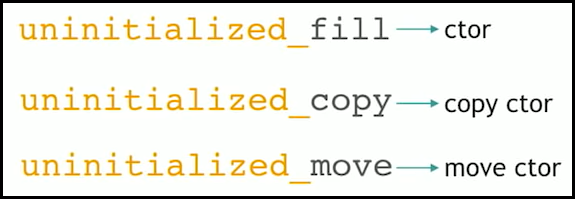 uninitialized_fill → ctor
uninitialized_copy → copy ctor
uninitialized_move → move ctor